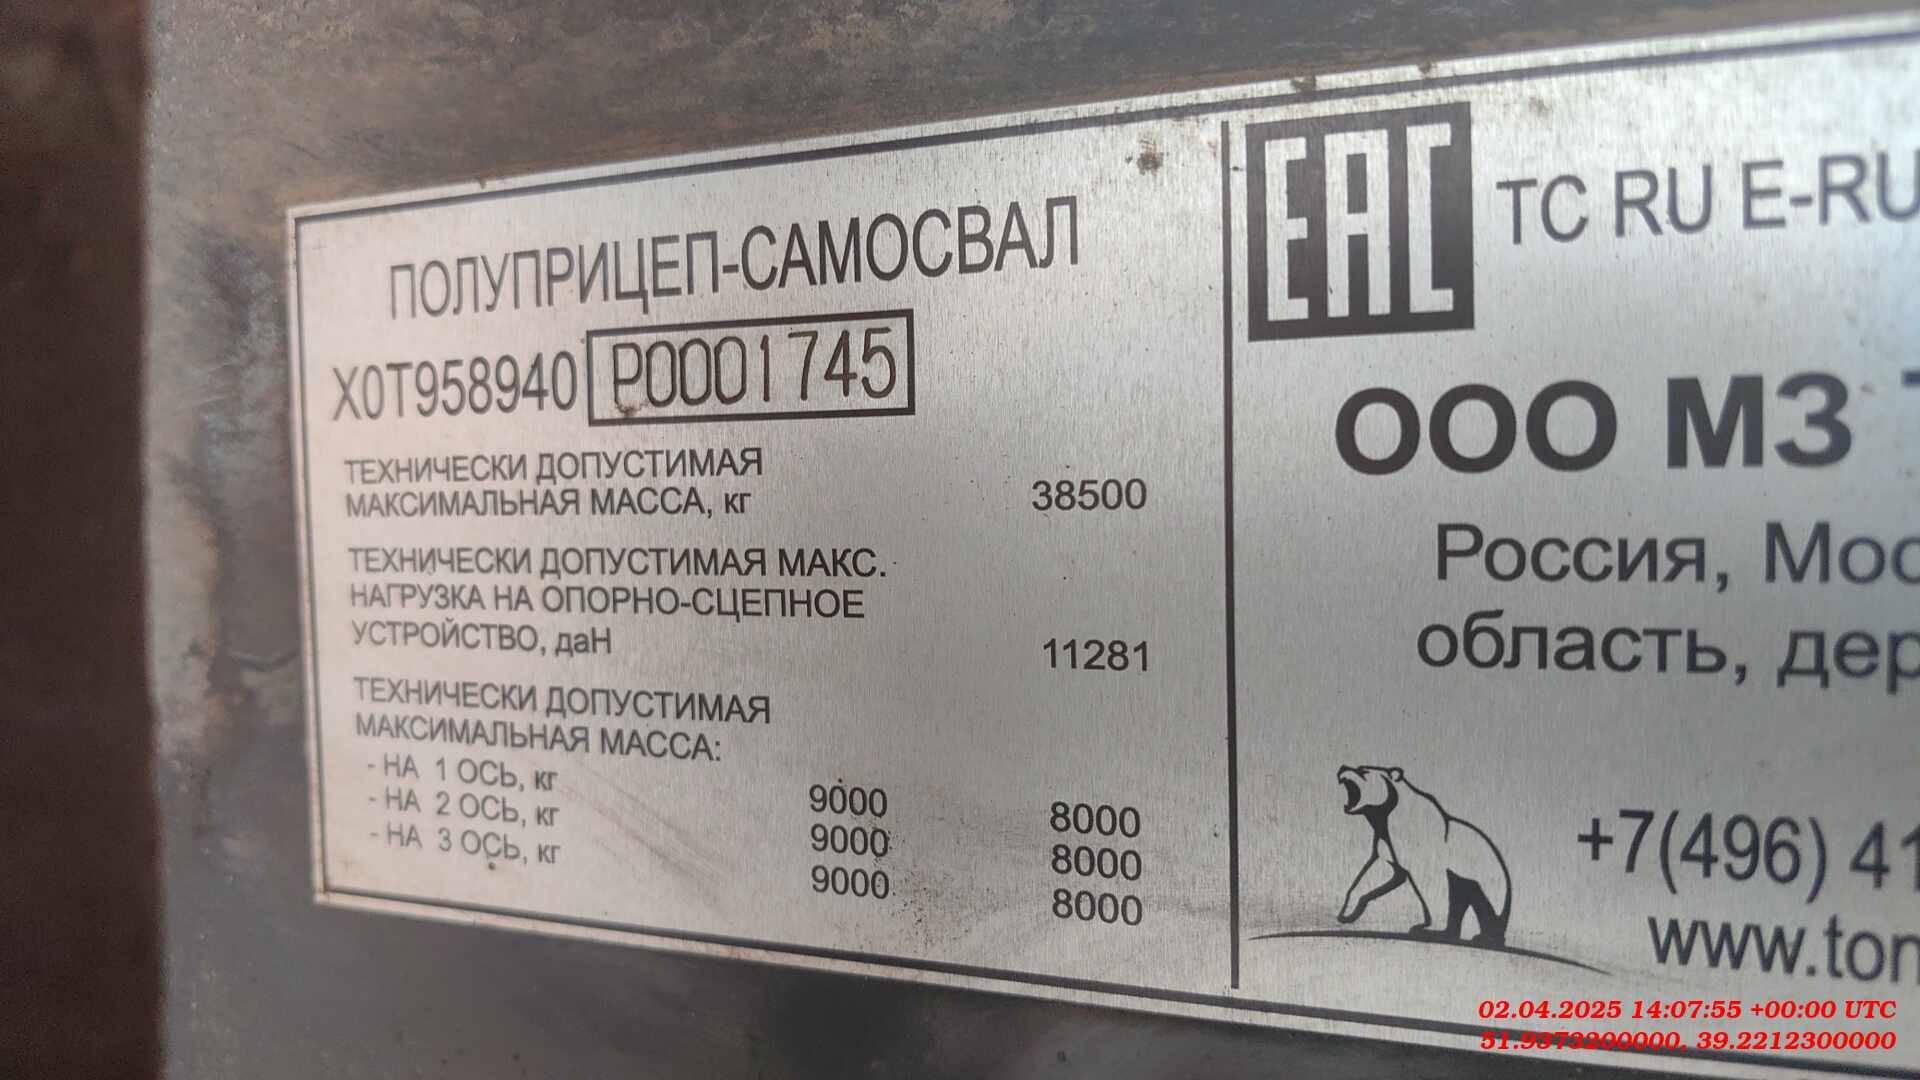 ПОЛУПРИЦЕП-САМОСВАЛ
X0T958940 P0001745
ТЕХНИЧЕСКИ ДОПУСТИМАЯ
МАКСИМАЛЬНАЯ МАССА, кг 38500
ТЕХНИЧЕСКИ ДОПУСТИМАЯ МАКС.
НАГРУЗКА НА ОПОРНО-СЦЕПНОЕ
УСТРОЙСТВО, даН 11281
ТЕХНИЧЕСКИ ДОПУСТИМАЯ
МАКСИМАЛЬНАЯ МАССА:
- НА 1 ОСЬ, кг 9000 8000
- НА 2 ОСЬ, кг 9000 8000
- НА 3 ОСЬ, кг 9000 8000
EAC ТС RU E-RU
ООО МЗ
Россия, Мос
область, дер
+7(496) 41
www.ton
02.04.2025 14:07:55 +00:00 UTC
51.9373200000, 39.2212300000